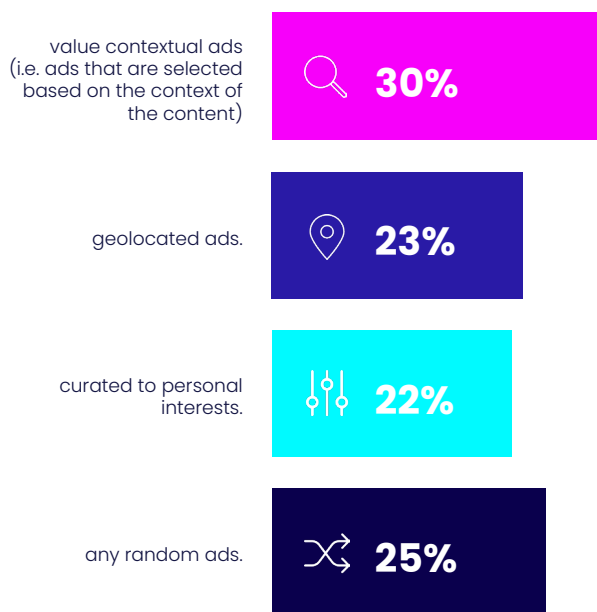 value contextual ads
(i.e. ads that are selected
based on the context of
the content)
30%
geolocated ads.
23%
curated to personal
interests.
22%
any random ads.
25%